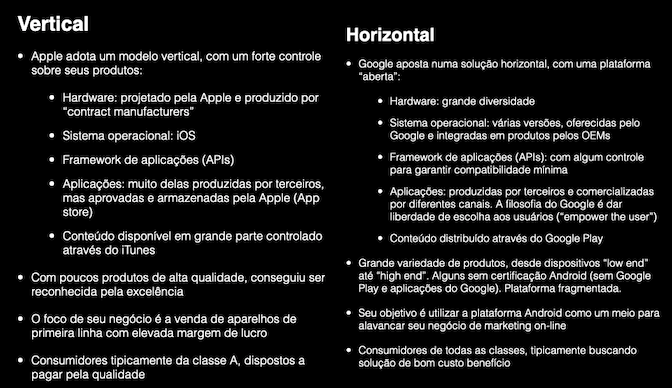 Vertical
• Apple adota um modelo vertical, com um forte controle
sobre seus produtos:
• Hardware: projetado pela Apple e produzido por
“contract manufacturers”
• Sistema operacional: iOS
• Framework de aplicações (APIs)
• Aplicações: muito delas produzidas por terceiros,
mas aprovadas e armazenadas pela Apple (App
store)
• Conteúdo disponível em grande parte controlado
através do iTunes
• Com poucos produtos de alta qualidade, conseguiu ser
reconhecida pela excelência
• O foco de seu negócio é a venda de aparelhos de
primeira linha com elevada margem de lucro
• Consumidores tipicamente da classe A, dispostos a
pagar pela qualidade
Horizontal
• Google aposta numa solução horizontal, com uma plataforma
“aberta”:
• Hardware: grande diversidade
• Sistema operacional: várias versões, oferecidas pelo
Google e integradas em produtos pelos OEMs
• Framework de aplicações (APIs): com algum controle
para garantir compatibilidade mínima
• Aplicações: produzidas por terceiros e comercializadas
por diferentes canais. A filosofia do Google é dar
liberdade de escolha aos usuários (“empower the user”)
• Conteúdo distribuído através do Google Play
• Grande variedade de produtos, desde dispositivos “low end”
até “high end”. Alguns sem certificação Android (sem Google
Play e aplicações do Google). Plataforma fragmentada.
• Seu objetivo é utilizar a plataforma Android como um meio para
alavancar seu negócio de marketing on-line
• Consumidores de todas as classes, tipicamente buscando
solução de bom custo benefício